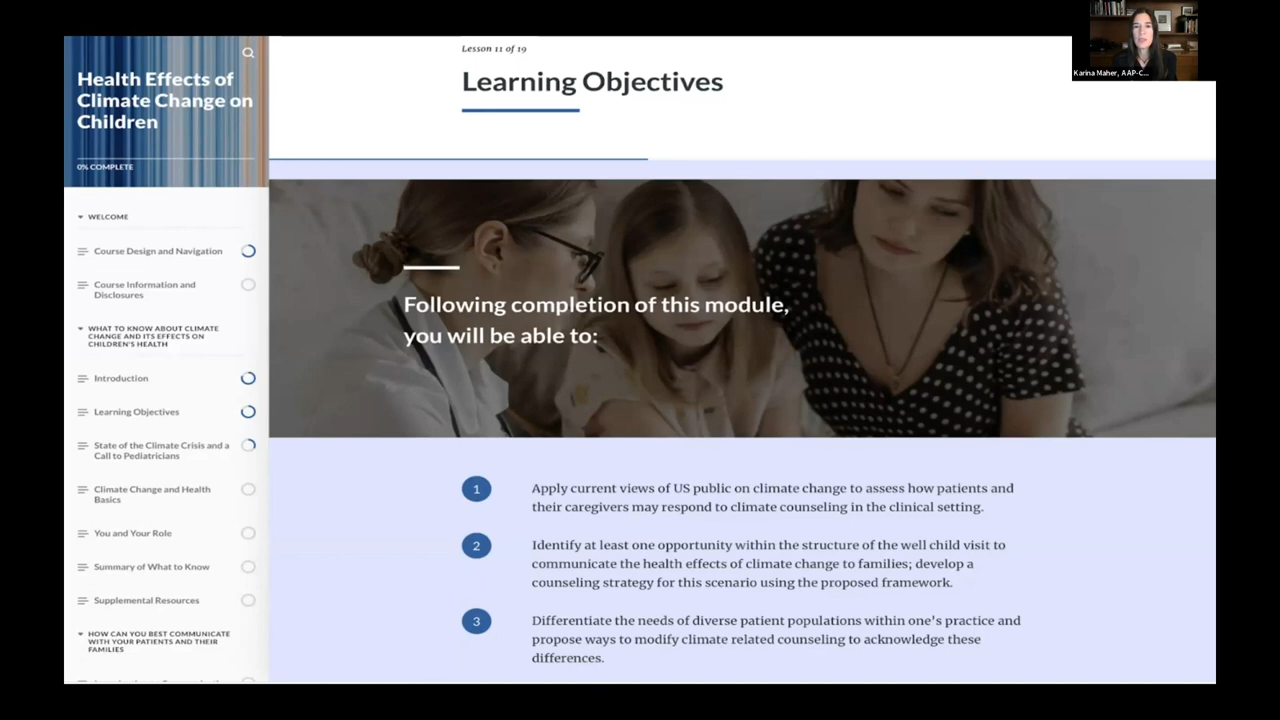 Karina Maher, AAP-C...
Health Effects of
Climate Change on
Children
0% COMPLETE
WELCOME
Course Design and Navigation
Course Information and
Disclosures
WHAT TO KNOW ABOUT CLIMATE
CHANGE AND ITS EFFECTS ON
CHILDREN'S HEALTH
Introduction
Learning Objectives
State of the Climate Crisis and a
Call to Pediatricians
Climate Change and Health
Basics
You and Your Role
Summary of What to Know
Supplemental Resources
HOW CAN YOU BEST COMMUNICATE
WITH YOUR PATIENTS AND THEIR
FAMILIES
Lesson 11 of 19
Learning Objectives
Following completion of this module,
you will be able to:
1
Apply current views of US public on climate change to assess how patients and
their caregivers may respond to climate counseling in the clinical setting.
2
Identify at least one opportunity within the structure of the well child visit to
communicate the health effects of climate change to families; develop a
counseling strategy for this scenario using the proposed framework.
3
Differentiate the needs of diverse patient populations within one's practice and
propose ways to modify climate related counseling to acknowledge these
differences.